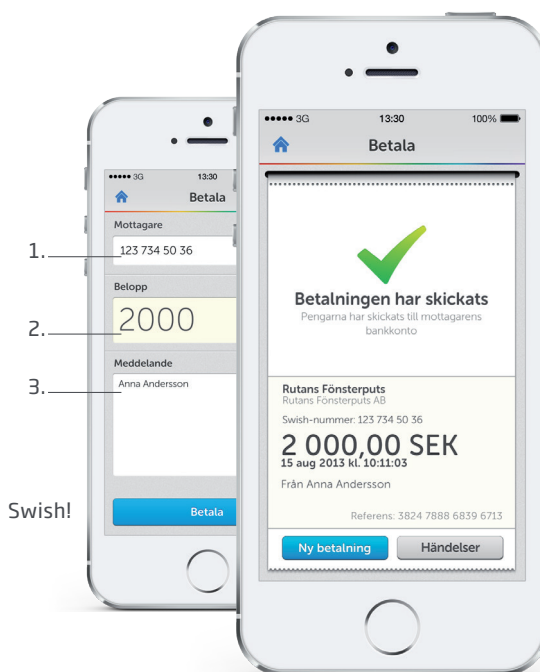 3G 13:30
Betala
Mottagare
1.
123 734 50 36
Belopp
2.
2000
Meddelande
3.
Anna Andersson
Swish!
Betala
3G 13:30 100%
Betala
Betalningen har skickats
Pengarna har skickats till mottagarens
bankkonto
Rutans Fönsterputs
Rutans Fönsterputs AB
Swish-nummer: 123 734 50 36
2 000,00 SEK
15 aug 2013 kl. 10:11:03
Från Anna Andersson
Referens: 3824 7888 6839 6713
Ny betalning Händelser